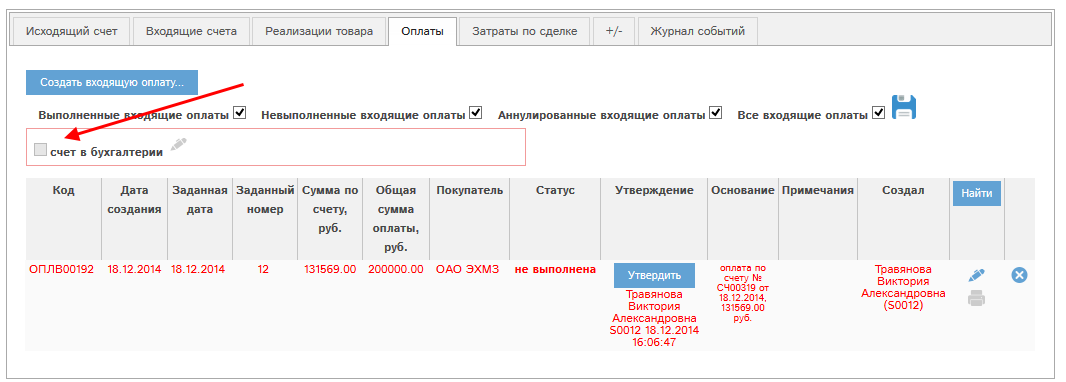 Исходящий счет Входящие счета Реализации товара Оплаты Затраты по сделке +/- Журнал событий
Создать входящую оплату...
Выполненные входящие оплаты Невыполненные входящие оплаты Аннулированные входящие оплаты Все входящие оплаты
счет в бухгалтерии
Код Дата Заданная Заданный Сумма по Общая Покупатель Статус Утверждение Основание Примечания Создал Найти
создания дата номер счету, сумма
руб. оплаты,
руб.
ОПЛВ00192 18.12.2014 18.12.2014 12 131569.00 200000.00 ОАО ЭХМЗ не выполнена Утвердить оплата по Травянова
счету № Виктория
СЧ00319 от Александровна
18.12.2014, (S0012)
131569.00
руб.
Травянова
Виктория
Александровна
S0012 18.12.2014
16:06:47